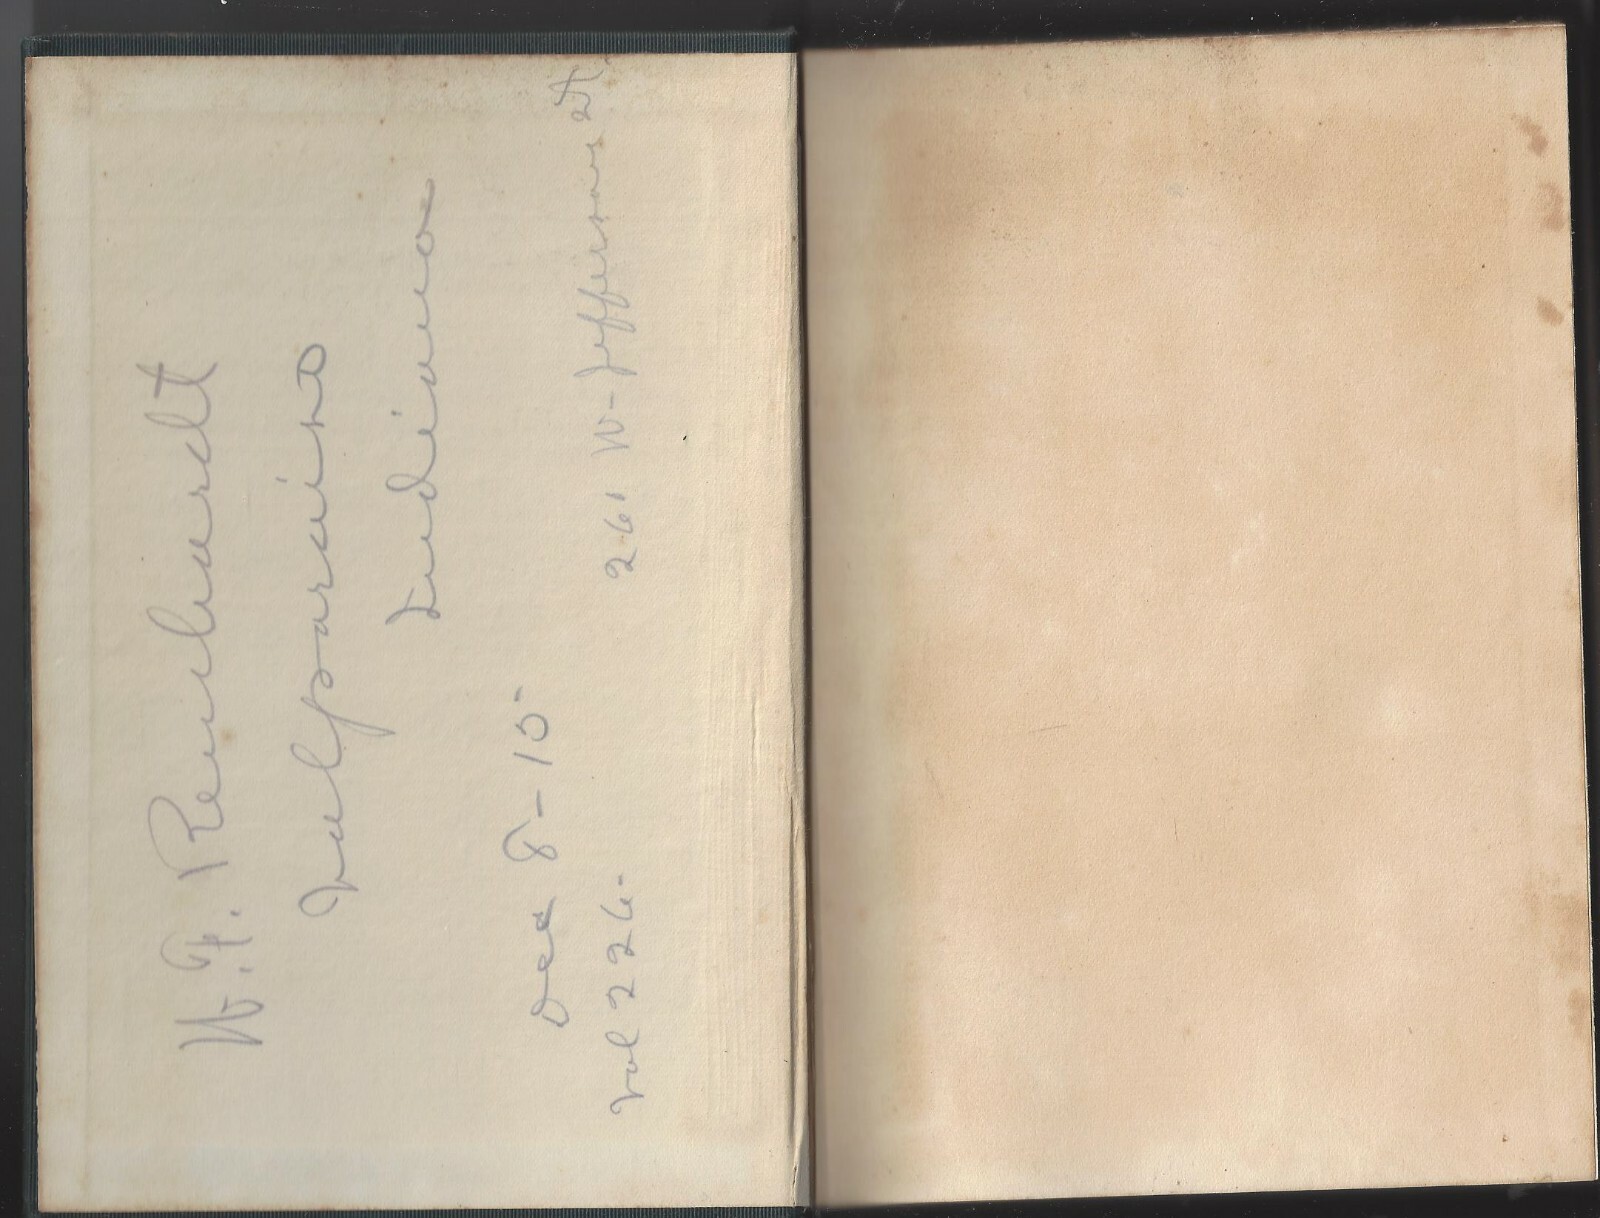 W. F. Reinhardt
Valparaiso
Indiana
Dec 8-15
Vol 226- 261 W- Jefferson St